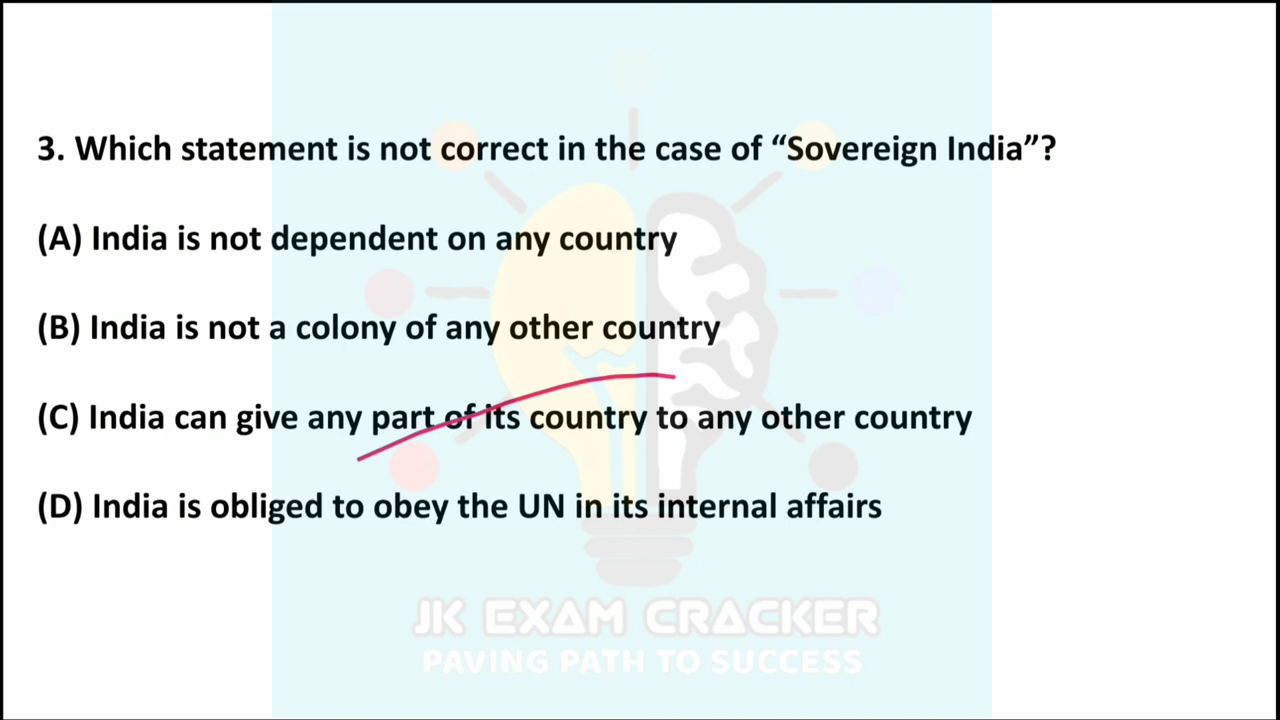 3. Which statement is not correct in the case of “Sovereign India”?
(A) India is not dependent on any country
(B) India is not a colony of any other country
(C) India can give any part of its country to any other country
(D) India is obliged to obey the UN in its internal affairs
JK EXAM CRACKER
PAVING PATH TO SUCCESS